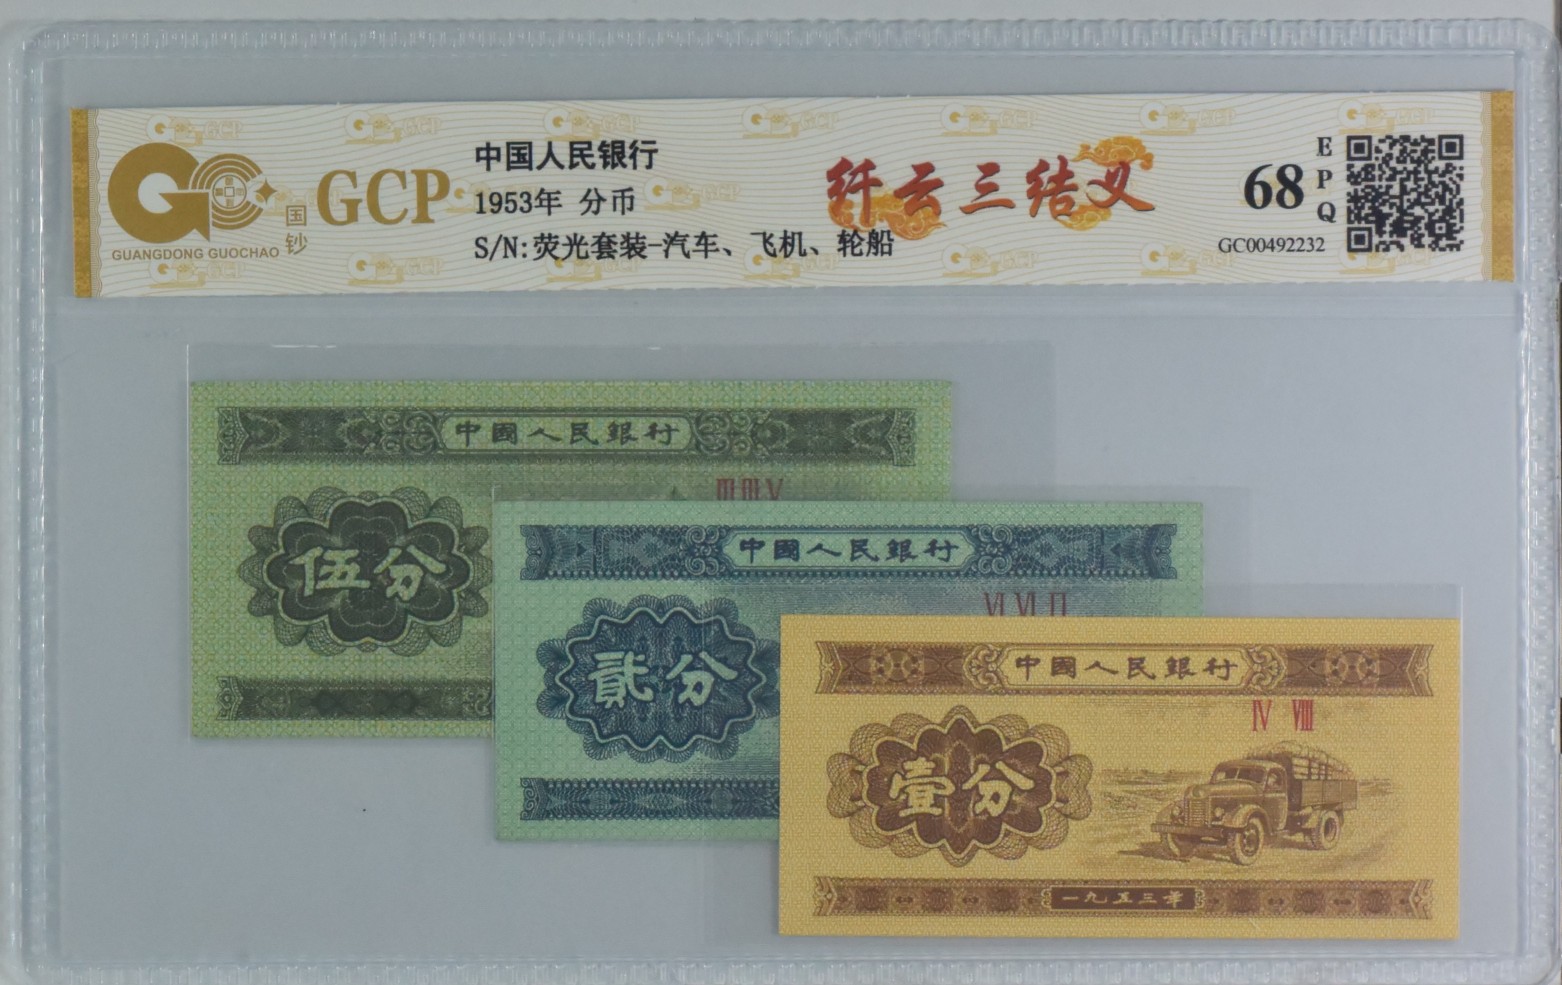 GUANGDONG GUOCHAO
国钞
GCP
中国人民银行
1953年 分币
S/N:荧光套装-汽车、飞机、轮船
纤云三结义
68
EPQ
GC00492232
中國人民銀行
III III V
伍分
中國人民銀行
VI VI II
貳分
中國人民銀行
IV VIII
壹分
一九五三年